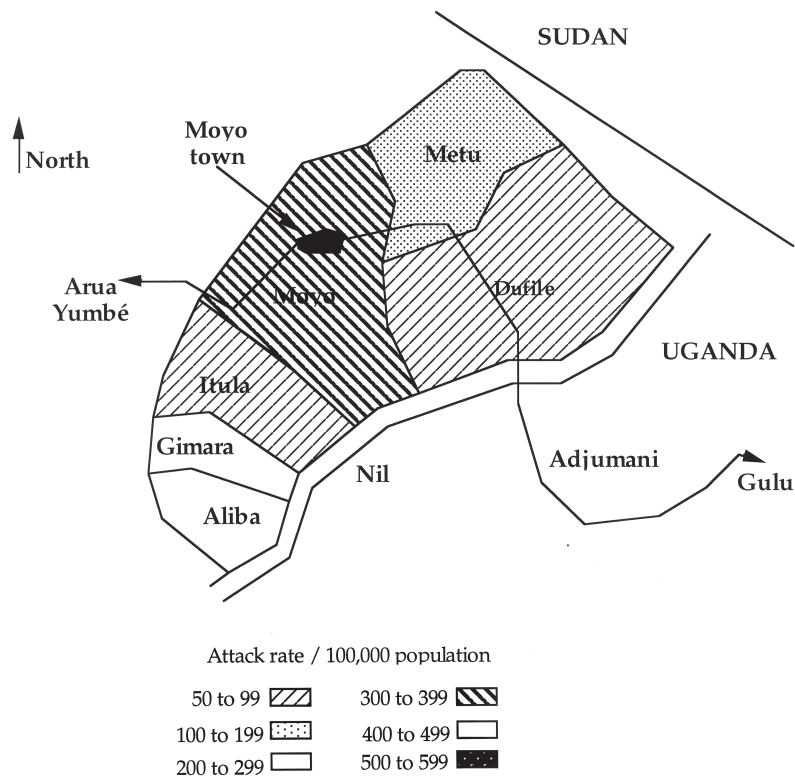 SUDAN
Moyo
town
North
Metu
Arua
Yumbé
Moyo
Dufile
UGANDA
Itula
Gimara
Nil
Adjumani
Gulu
Aliba
Attack rate / 100,000 population
50 to 99
300 to 399
100 to 199
400 to 499
200 to 299
500 to 599